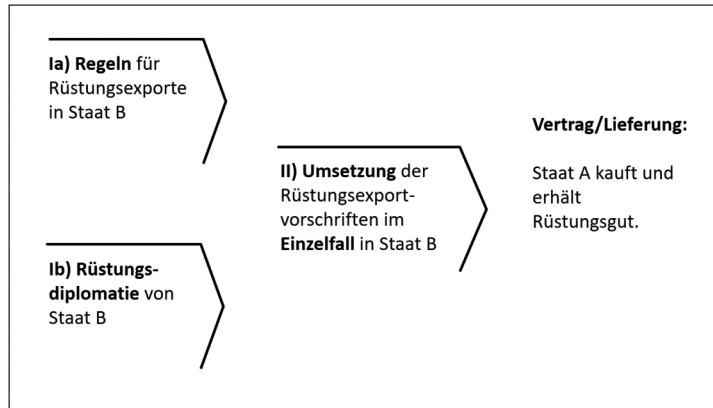 Ia) Regeln für
Rüstungsexporte
in Staat B
Ib) Rüstungs-
diplomatie von
Staat B
II) Umsetzung der
Rüstungsexport-
vorschriften im
Einzelfall in Staat B
Vertrag/Lieferung:
Staat A kauft und
erhält
Rüstungsgut.